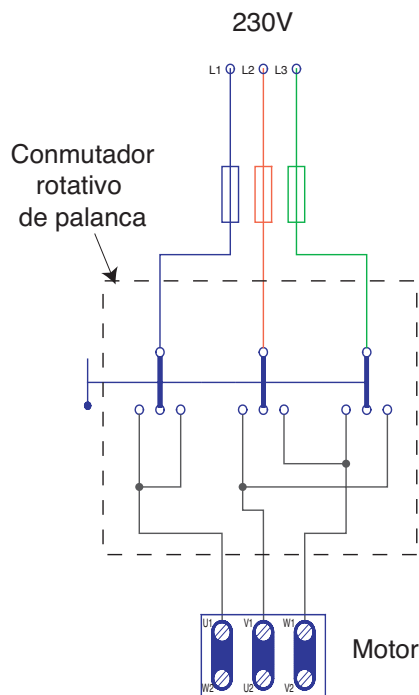 230V
L1 L2 L3
Conmutador
rotativo
de palanca
U1 V1 W1
Motor
W2 U2 V2